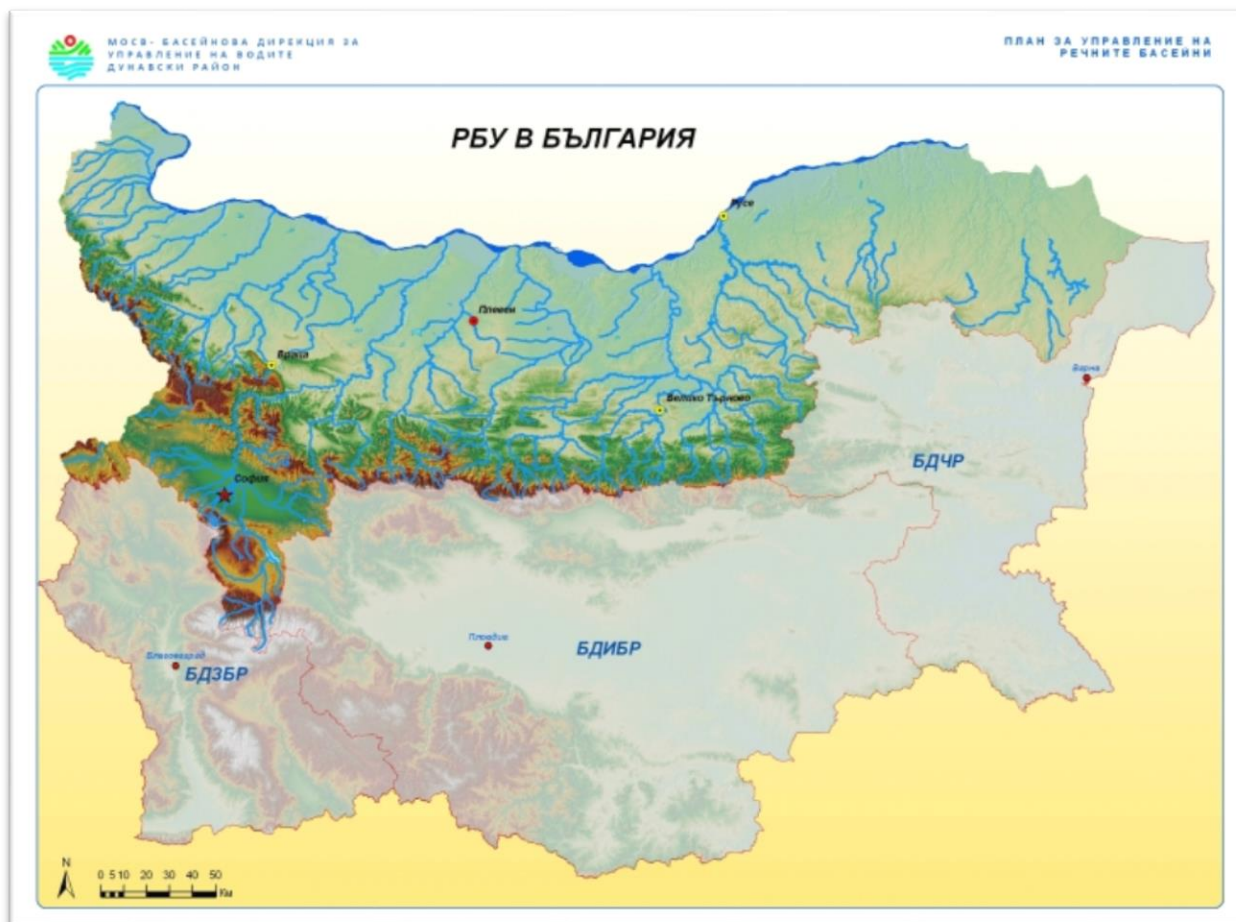 МОСВ- БАСЕЙНОВА ДИРЕКЦИЯ ЗА
УПРАВЛЕНИЕ НА ВОДИТЕ
ДУНАВСКИ РАЙОН
ПЛАН ЗА УПРАВЛЕНИЕ НА
РЕЧНИТЕ БАСЕЙНИ
РБУ В БЪЛГАРИЯ
Русе
Плевен
Враца
Варна
Велико Търново
БДЧР
София
Пловдив
БДИБР
Благоевград
БДЗБР
N
0 5 10 20 30 40 50
Км